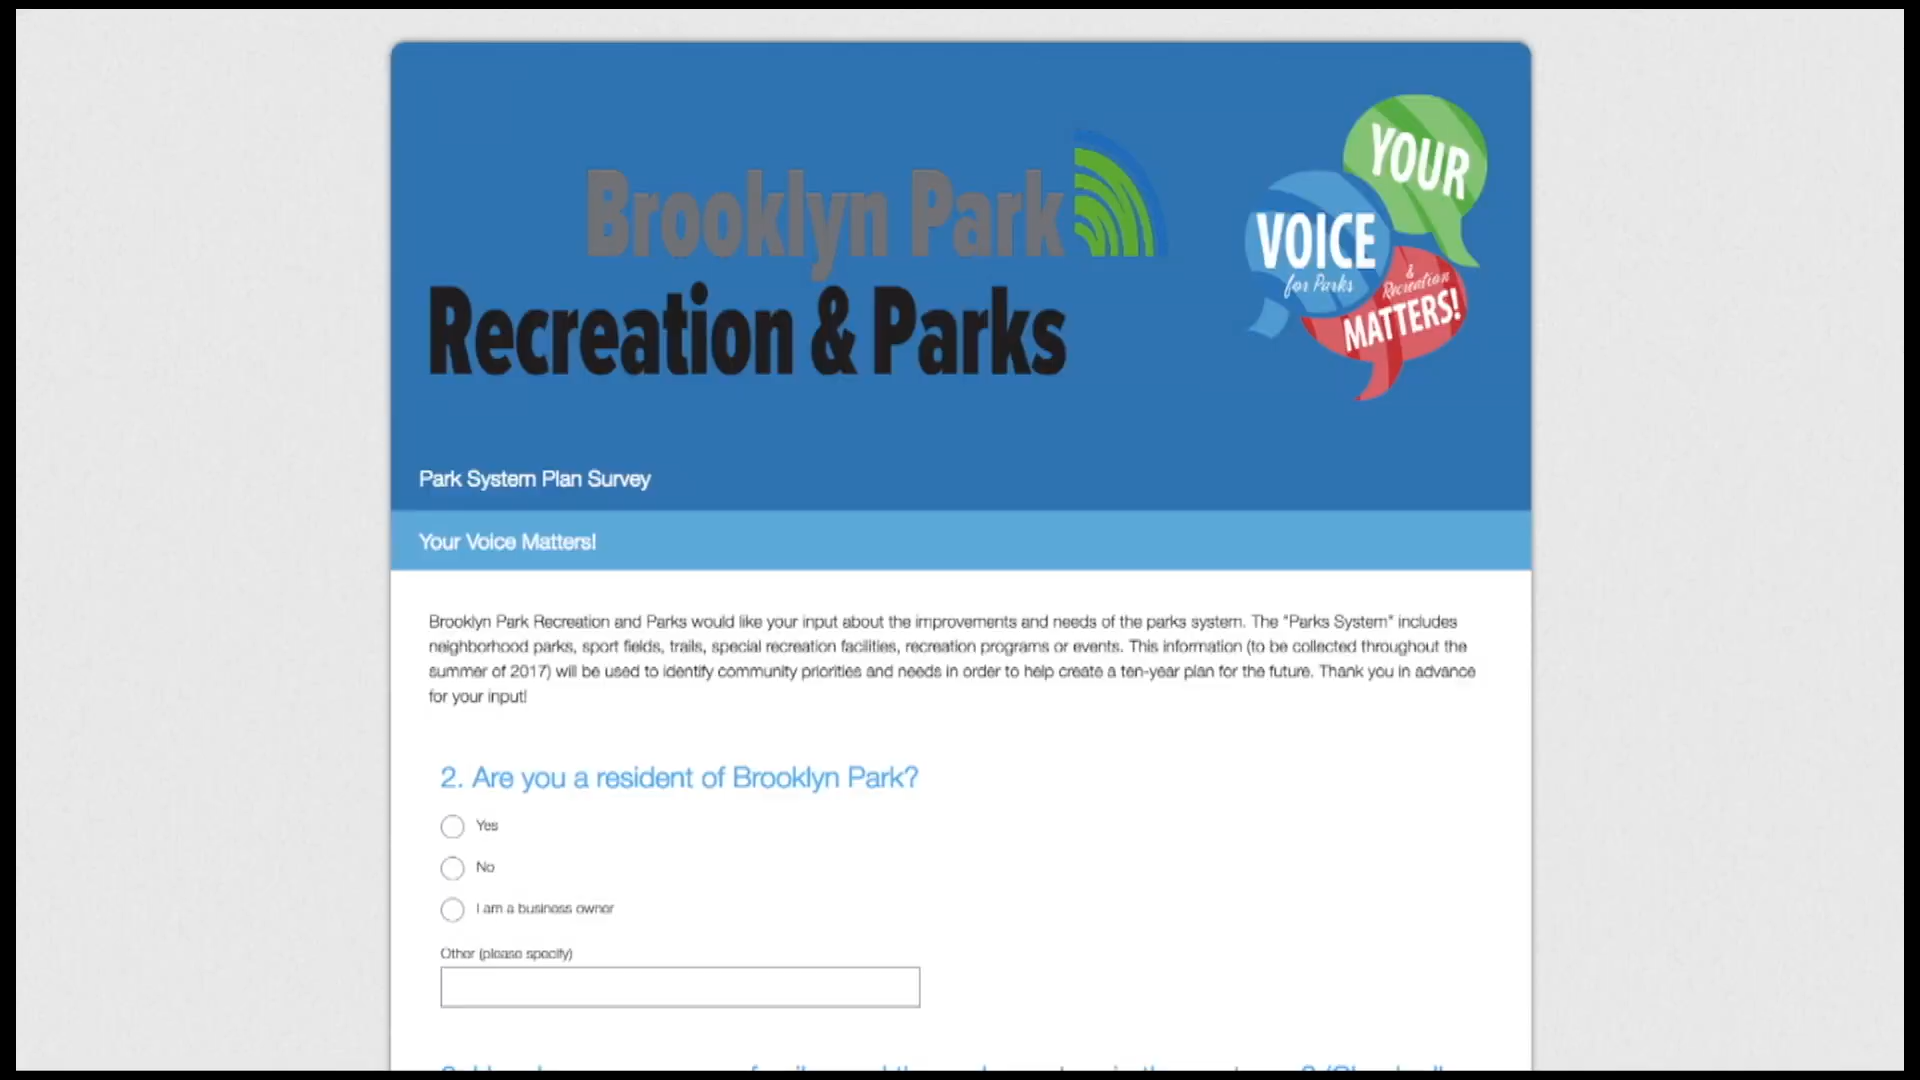 Brooklyn Park
Recreation & Parks
YOUR
VOICE
for Parks
& Recreation
MATTERS!
Park System Plan Survey
Your Voice Matters!
Brooklyn Park Recreation and Parks would like your input about the improvements and needs of the parks system. The "Parks System" includes
neighborhood parks, sport fields, trails, special recreation facilities, recreation programs or events. This information (to be collected throughout the
summer of 2017) will be used to identify community priorities and needs in order to help create a ten-year plan for the future. Thank you in advance
for your input!
2. Are you a resident of Brooklyn Park?
Yes
No
I am a business owner
Other (please specify)